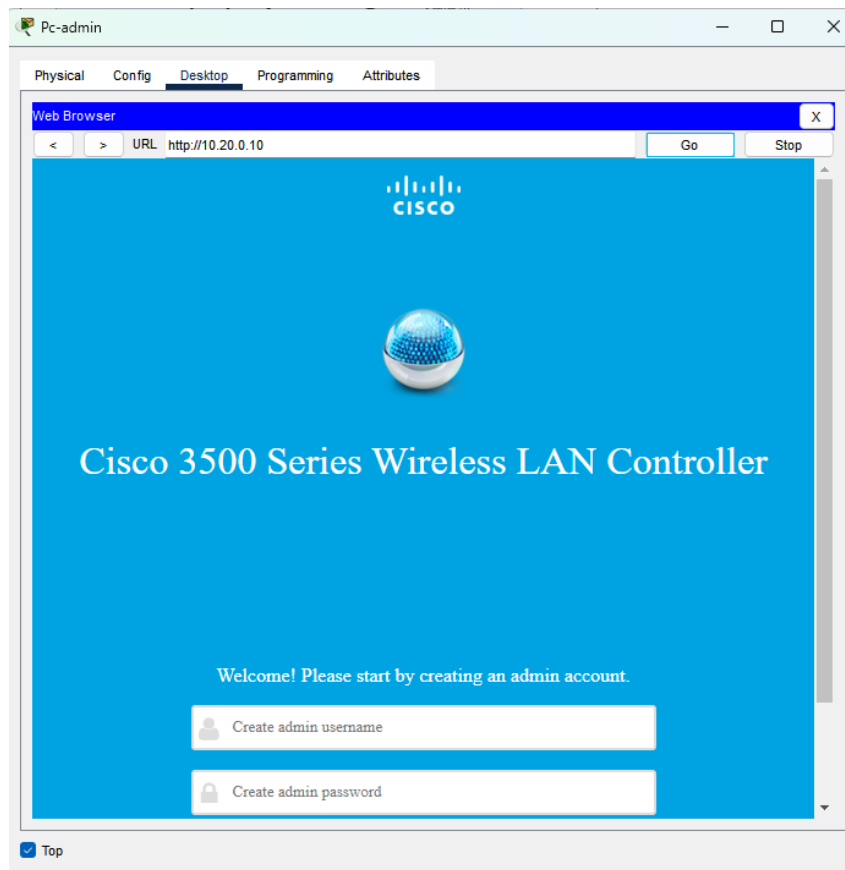 Pc-admin
Physical Config Desktop Programming Attributes
Web Browser X
< > URL http://10.20.0.10 Go Stop
CISCO
Cisco 3500 Series Wireless LAN Controller
Welcome! Please start by creating an admin account.
Create admin username
Create admin password
Top